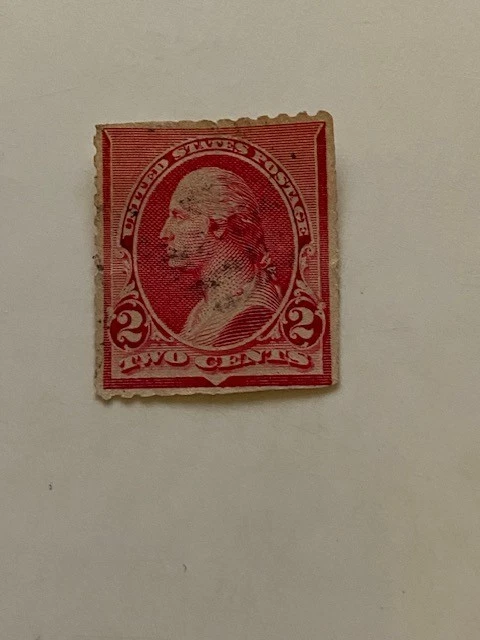 UNITED STATES POSTAGE
2 2
TWO CENTS